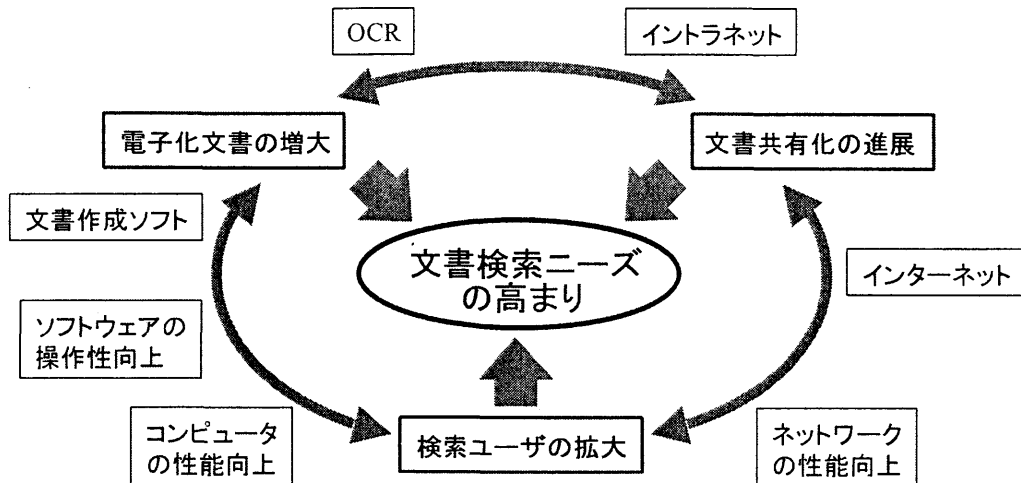 OCR
イントラネット
電子化文書の増大
文書共有化の進展
文書作成ソフト
文書検索ニーズ
の高まり
インターネット
ソフトウェアの
操作性向上
コンピュータ
の性能向上
検索ユーザの拡大
ネットワーク
の性能向上